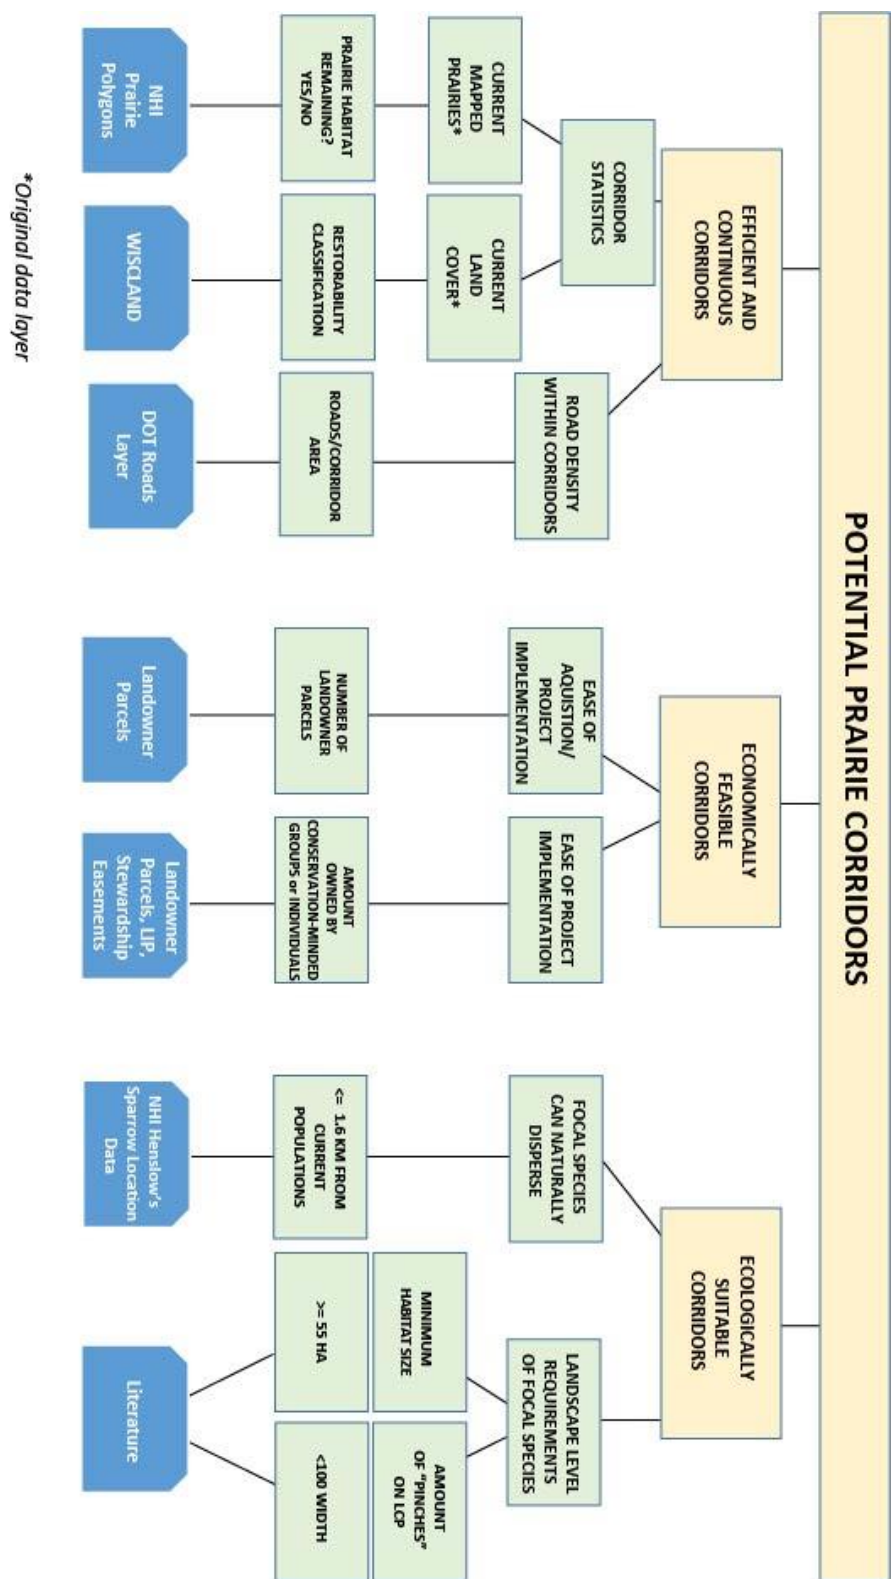 POTENTIAL PRAIRIE CORRIDORS
EFFICIENT AND
CONTINUOUS
CORRIDORS
ECONOMICALLY
FEASIBLE
CORRIDORS
ECOLOGICALLY
SUITABLE
CORRIDORS
CORRIDOR
STATISTICS
ROAD DENSITY
WITHIN CORRIDORS
EASE OF
AQUISTION/
PROJECT
IMPLEMENTATION
EASE OF PROJECT
IMPLEMENTATION
FOCAL SPECIES
CAN NATURALLY
DISPERSE
LANDSCAPE LEVEL
REQUIREMENTS
OF FOCAL SPECIES
CURRENT
MAPPED
PRAIRIES*
CURRENT
LAND
COVER*
MINIMUM
HABITAT SIZE
AMOUNT
OF "PINCHES"
ON LCP
PRAIRIE HABITAT
REMAINING?
YES/NO
RESTORABILITY
CLASSIFICATION
ROADS/CORRIDOR
AREA
NUMBER OF
LANDOWNER
PARCELS
AMOUNT
OWNED BY
CONSERVATION-MINDED
GROUPS or INDIVIDUALS
<= 1.6 KM FROM
CURRENT
POPULATIONS
>= 55 HA
<100 WIDTH
NHI
Prairie
Polygons
WISCLAND
DOT Roads
Layer
Landowner
Parcels
Landowner
Parcels, LIP,
Stewardship
Easements
NHI Henslow's
Sparrow Location
Data
Literature
*Original data layer